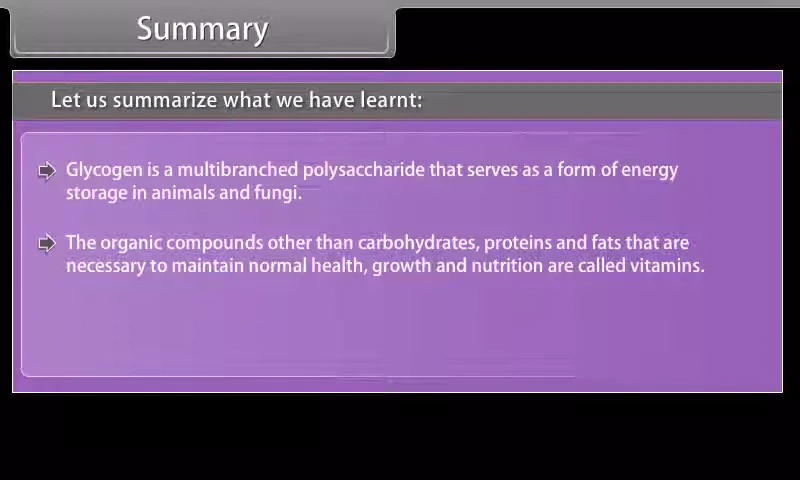 Summary
Let us summarize what we have learnt:
Glycogen is a multibranched polysaccharide that serves as a form of energy
storage in animals and fungi.
The organic compounds other than carbohydrates, proteins and fats that are
necessary to maintain normal health, growth and nutrition are called vitamins.